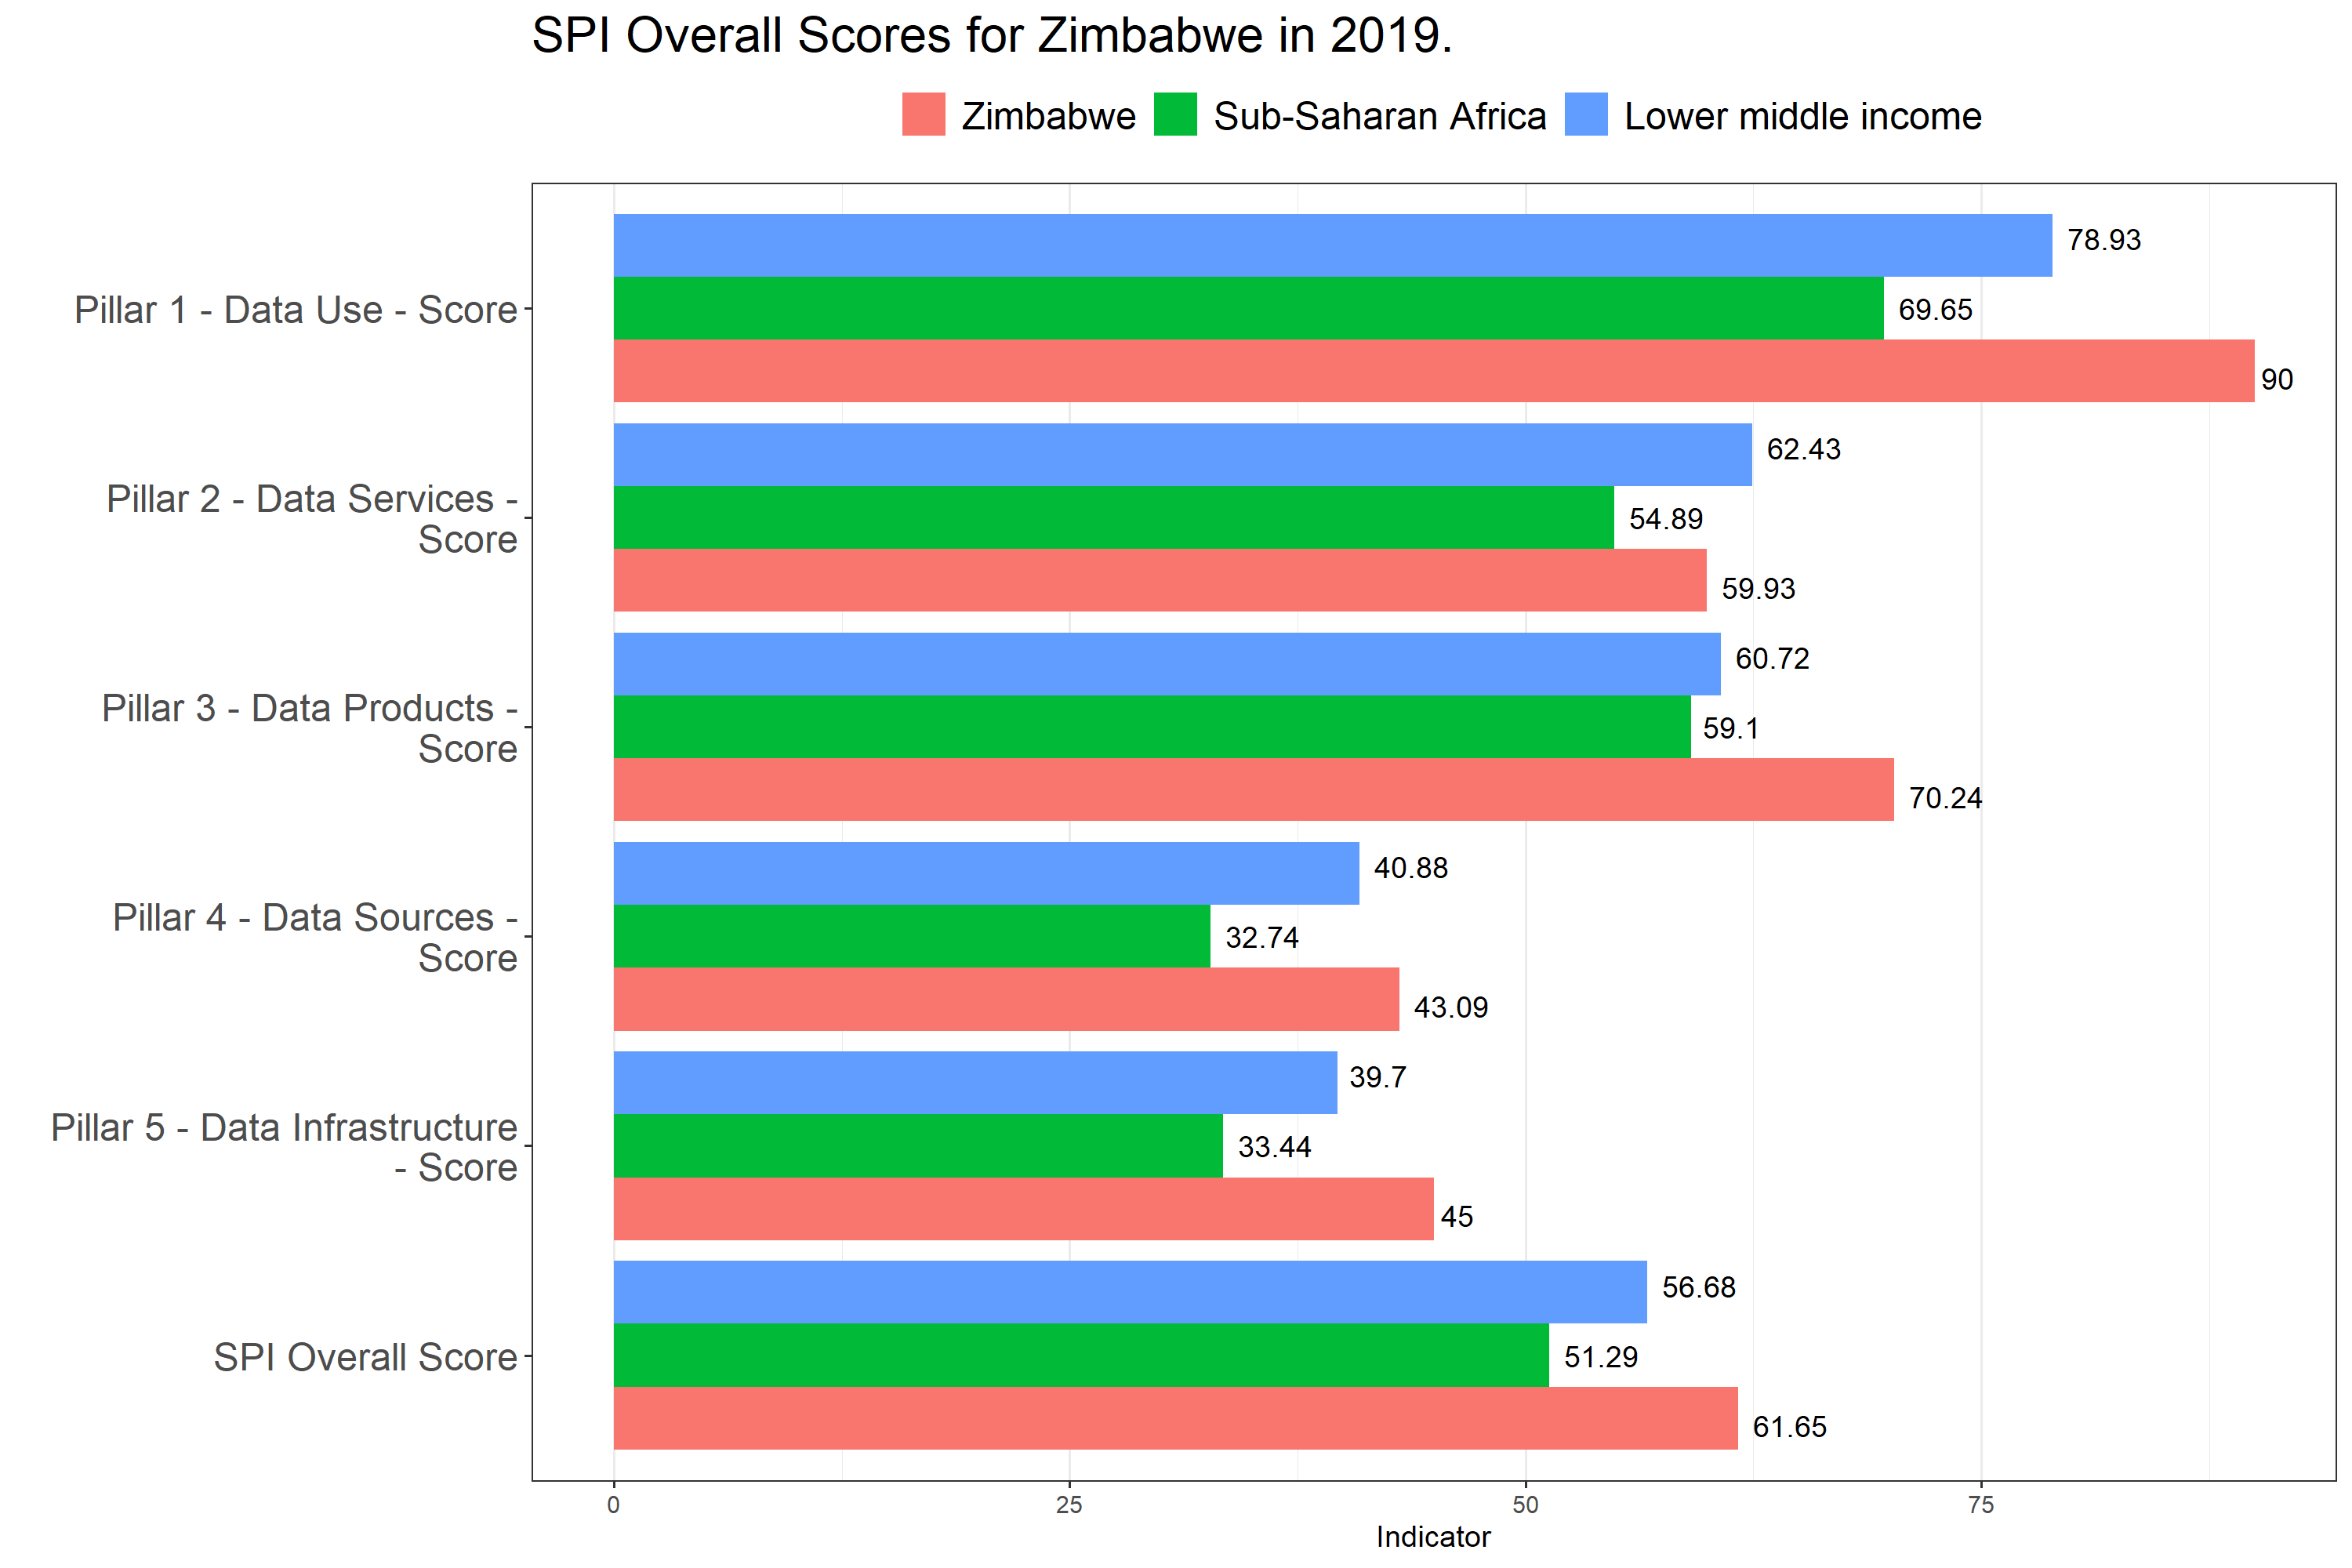 SPI Overall Scores for Zimbabwe in 2019.
Zimbabwe Sub-Saharan Africa Lower middle income
Pillar 1 - Data Use - Score
78.93
69.65
90
Pillar 2 - Data Services -
Score
62.43
54.89
59.93
Pillar 3 - Data Products -
Score
60.72
59.1
70.24
Pillar 4 - Data Sources -
Score
40.88
32.74
43.09
Pillar 5 - Data Infrastructure
- Score
39.7
33.44
45
SPI Overall Score
56.68
51.29
61.65
0 25 50 75
Indicator